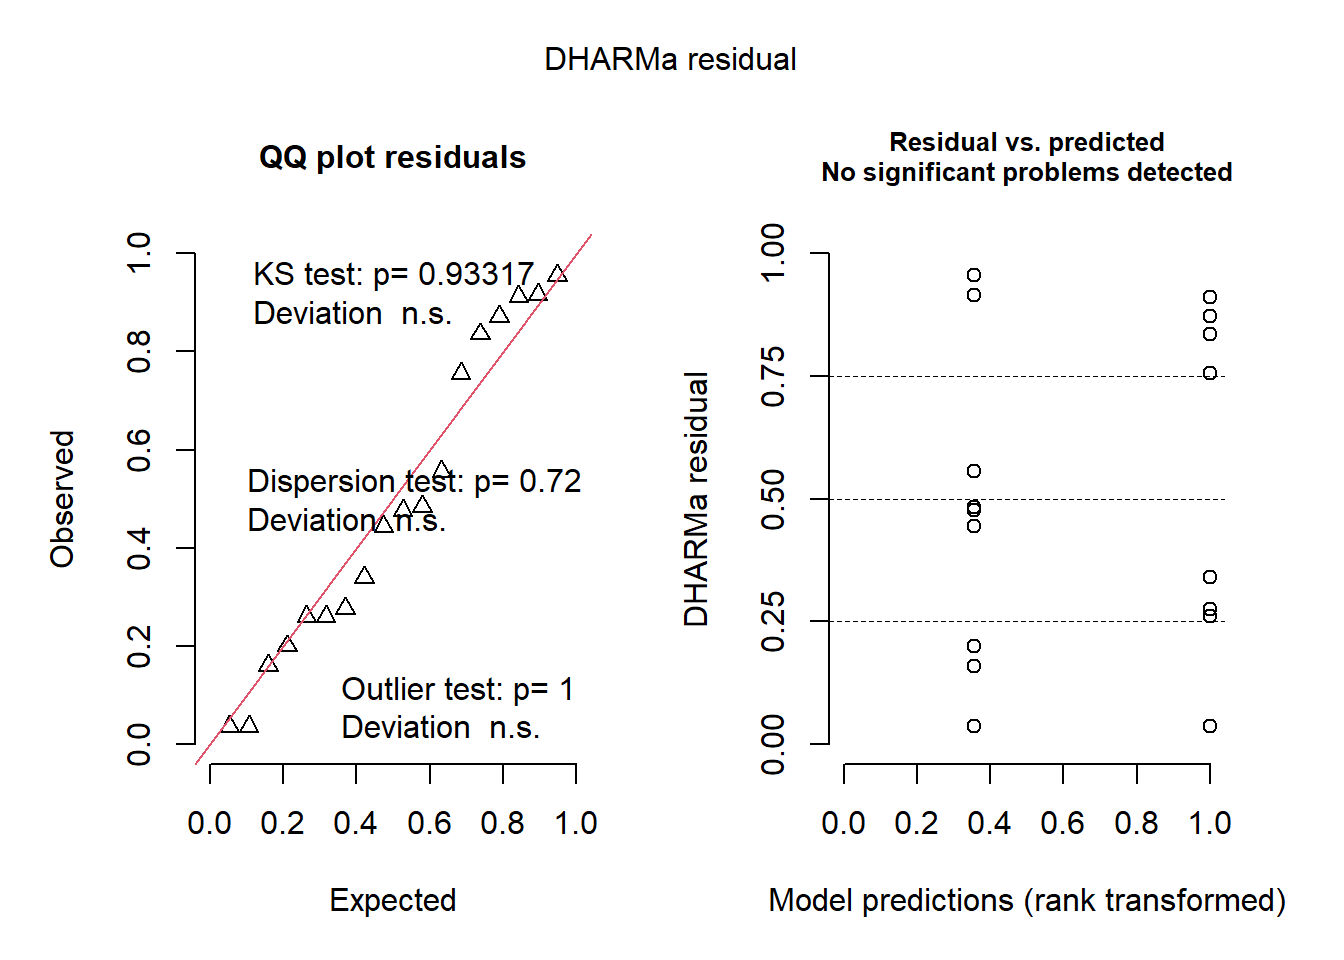 DHARMa residual
QQ plot residuals
KS test: p= 0.93317
Deviation  n.s.
Dispersion test: p= 0.72
Deviation  n.s.
Outlier test: p= 1
Deviation  n.s.
Observed
0.0 0.2 0.4 0.6 0.8 1.0
0.0 0.2 0.4 0.6 0.8 1.0
Expected
Residual vs. predicted
No significant problems detected
DHARMa residual
0.00 0.25 0.50 0.75 1.00
0.0 0.2 0.4 0.6 0.8 1.0
Model predictions (rank transformed)